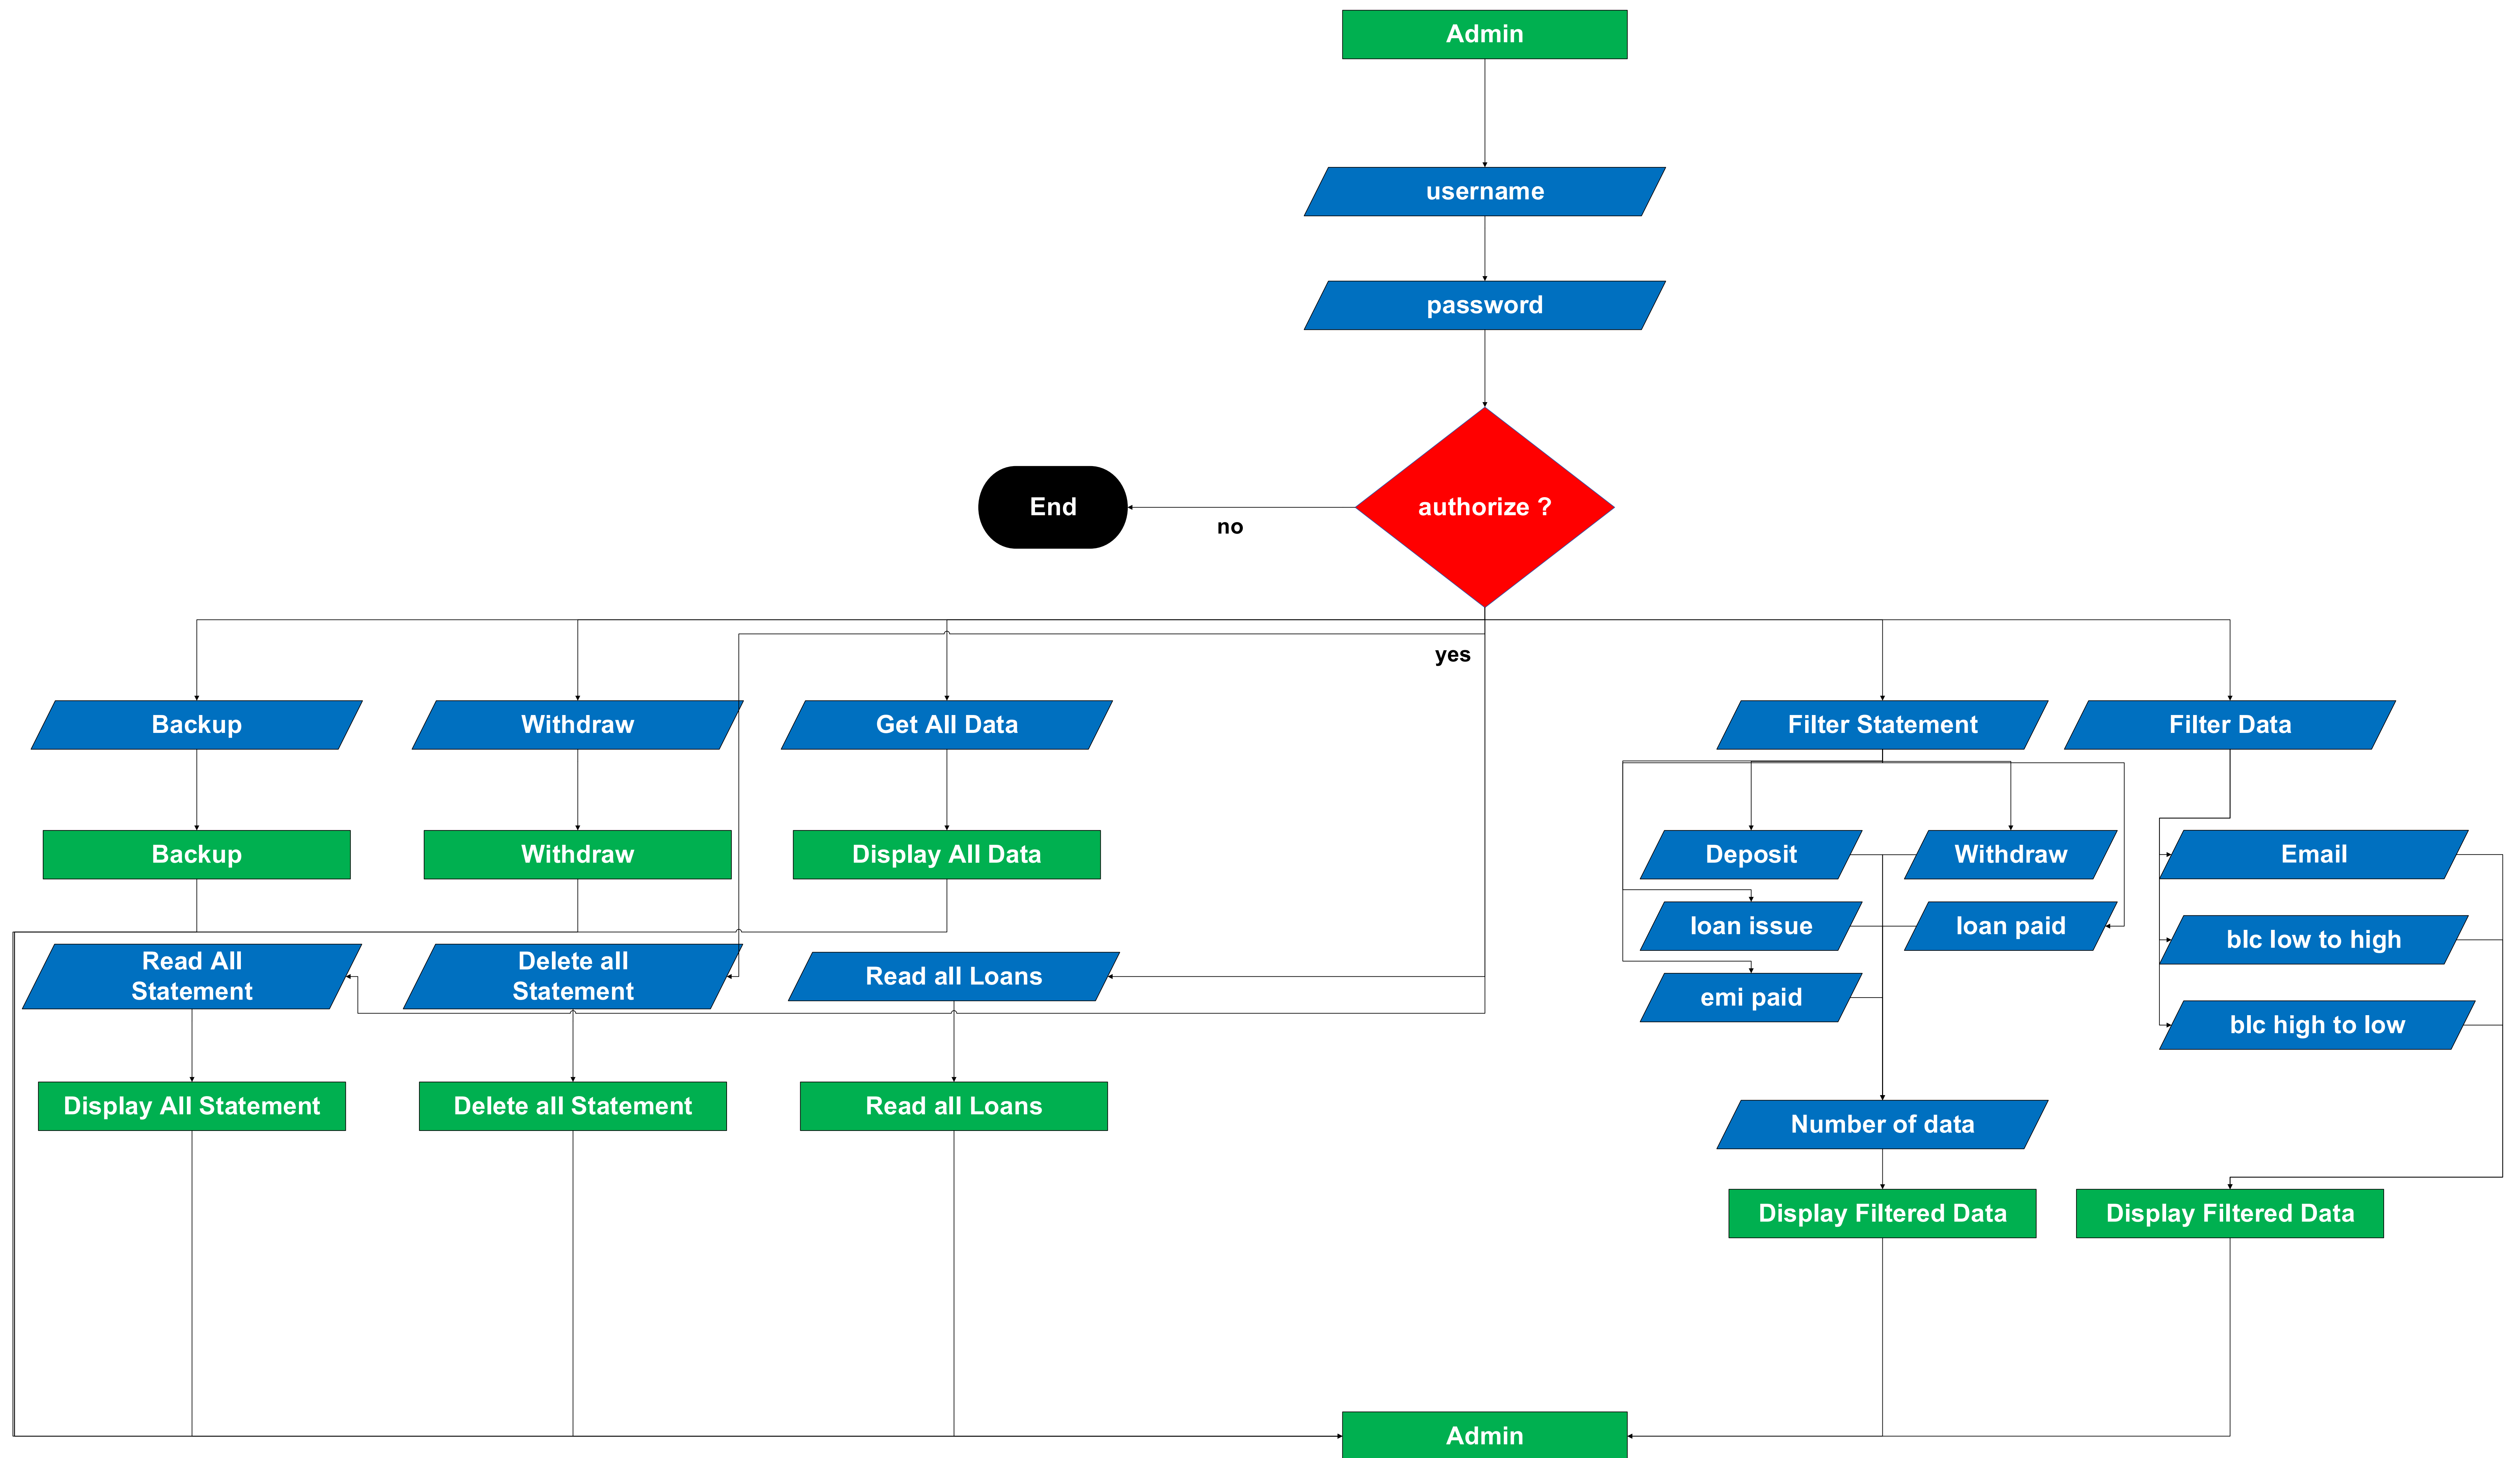 Admin
username
password
authorize ?
End
no
yes
Backup
Withdraw
Get All Data
Filter Statement
Filter Data
Backup
Withdraw
Display All Data
Deposit
Withdraw
Email
loan issue
loan paid
blc low to high
Read All
Statement
Delete all
Statement
Read all Loans
emi paid
blc high to low
Display All Statement
Delete all Statement
Read all Loans
Number of data
Display Filtered Data
Display Filtered Data
Admin